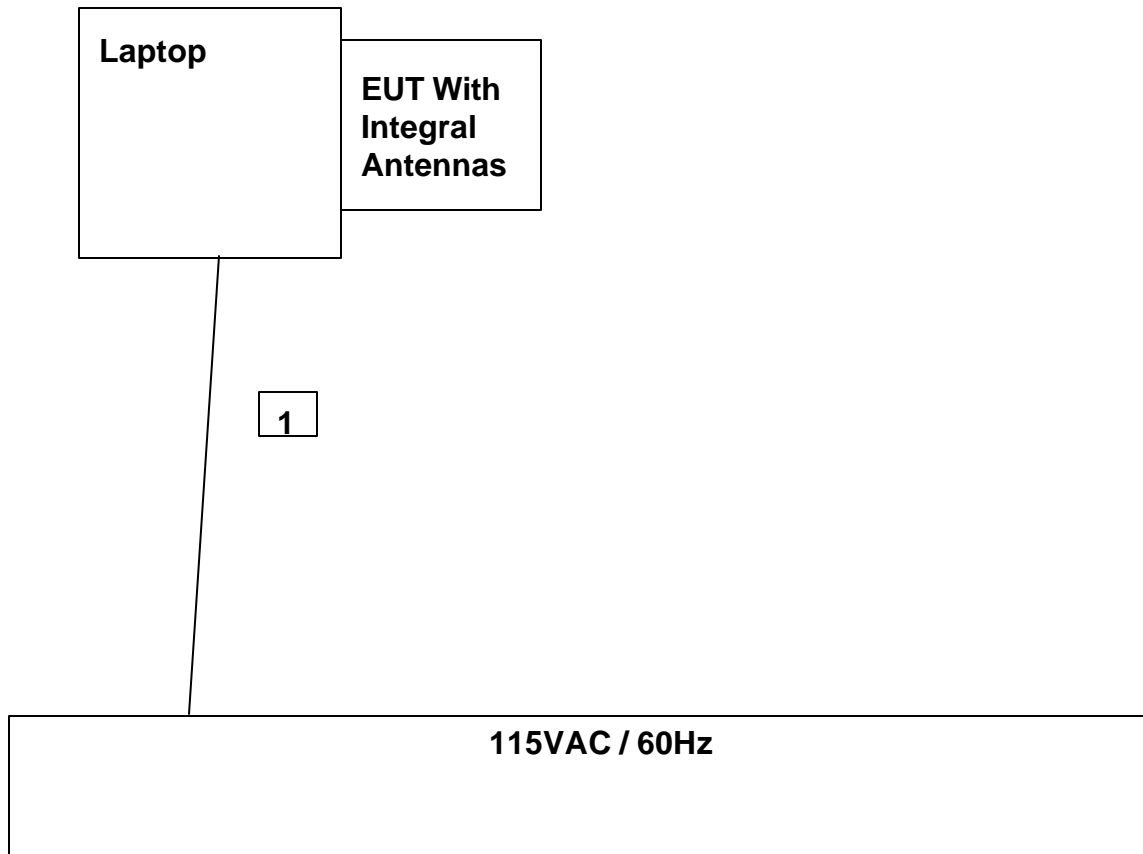 Laptop
EUT With
Integral
Antennas
1
115VAC / 60Hz